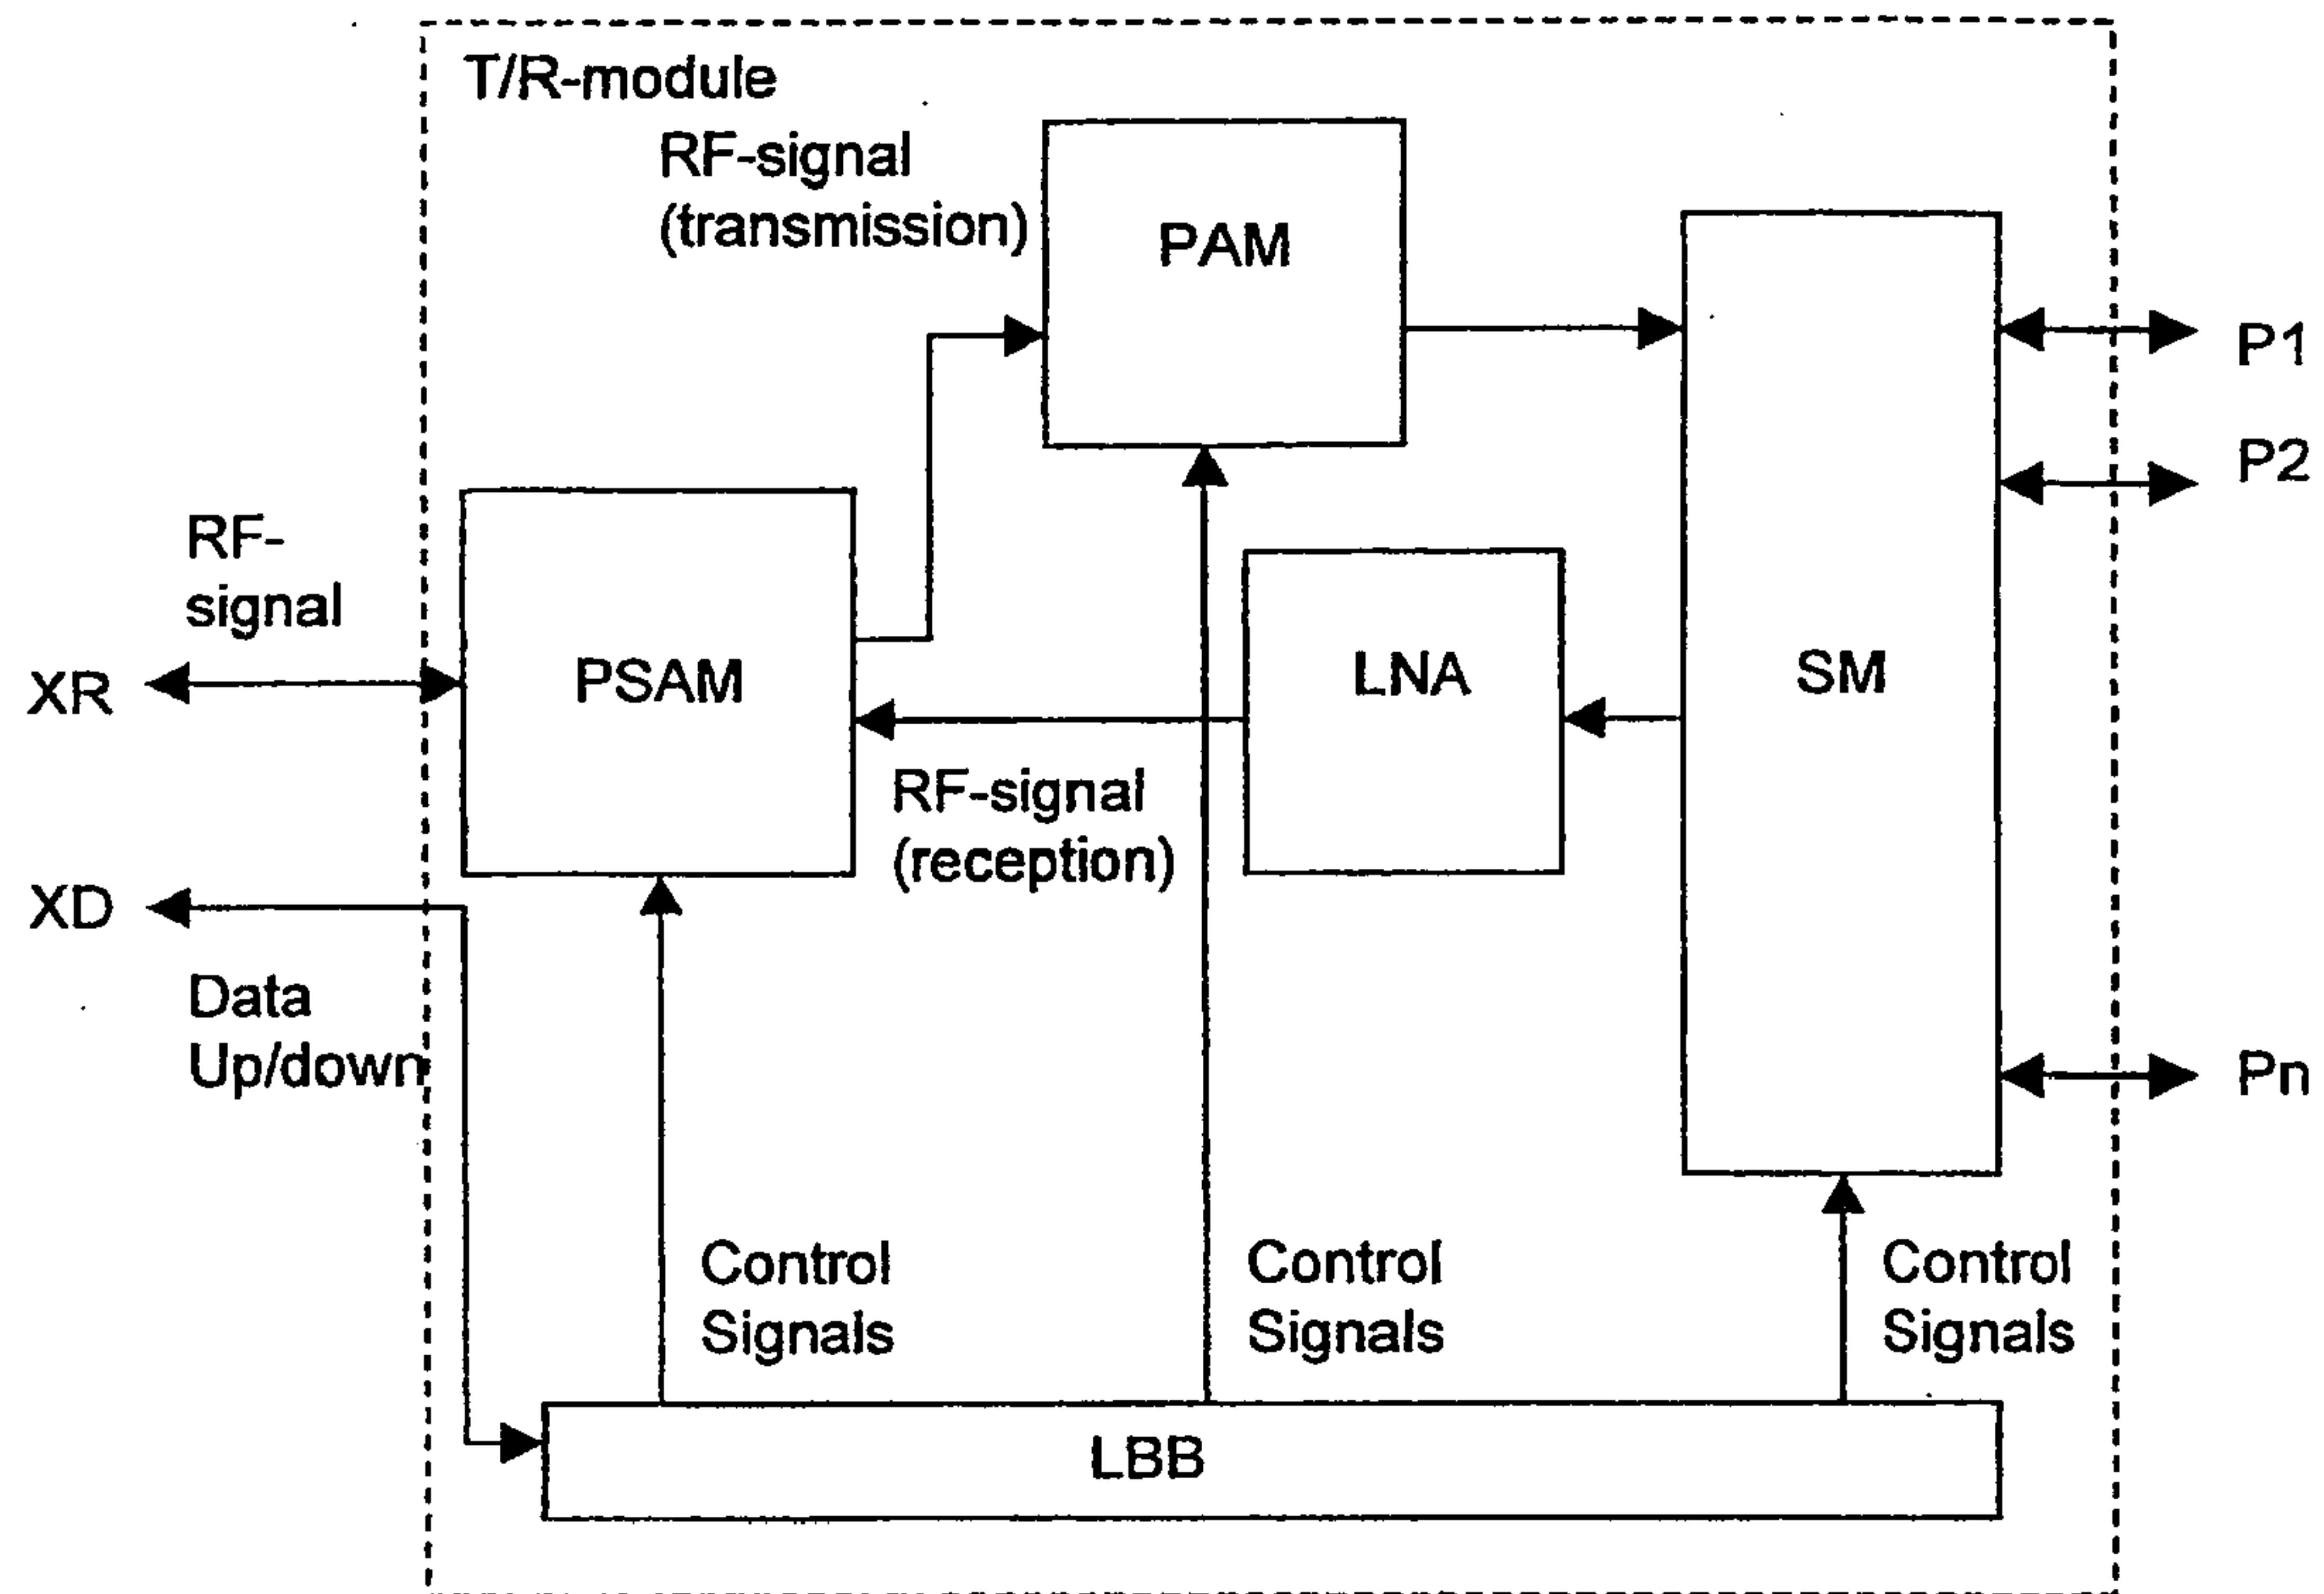 T/R-module
RF-signal
(transmission)
PAM
P1
P2
RF-
signal
XR
PSAM
LNA
SM
RF-signal
(reception)
XD
Data
Up/down
Pn
Control
Signals
Control
Signals
Control
Signals
LBB